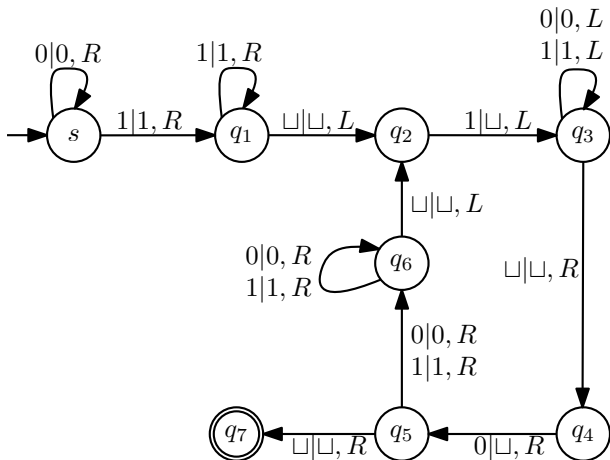 0|0, R
1|1, R
0|0, L
1|1, L
s
1|1, R
q1
⊔|⊔, L
q2
1|⊔, L
q3
⊔|⊔, L
0|0, R
1|1, R
q6
⊔|⊔, R
0|0, R
1|1, R
q7
⊔|⊔, R
q5
0|⊔, R
q4